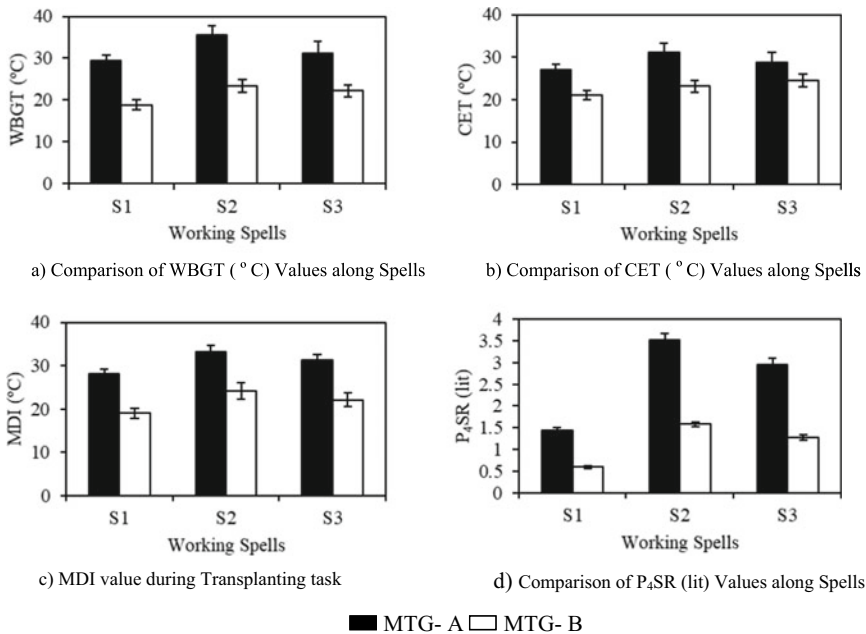 40
30
20
10
0
WBGT (ºC)
S1 S2 S3
Working Spells
a) Comparison of WBGT ( º C) Values along Spells
40
30
20
10
0
CET (ºC)
S1 S2 S3
Working Spells
b) Comparison of CET ( º C) Values along Spells
40
30
20
10
0
MDI (ºC)
S1 S2 S3
Working Spells
c) MDI value during Transplanting task
4
3.5
3
2.5
2
1.5
1
0.5
0
P₄SR (lit)
S1 S2 S3
Working Spells
d) Comparison of P₄SR (lit) Values along Spells
MTG- A MTG- B